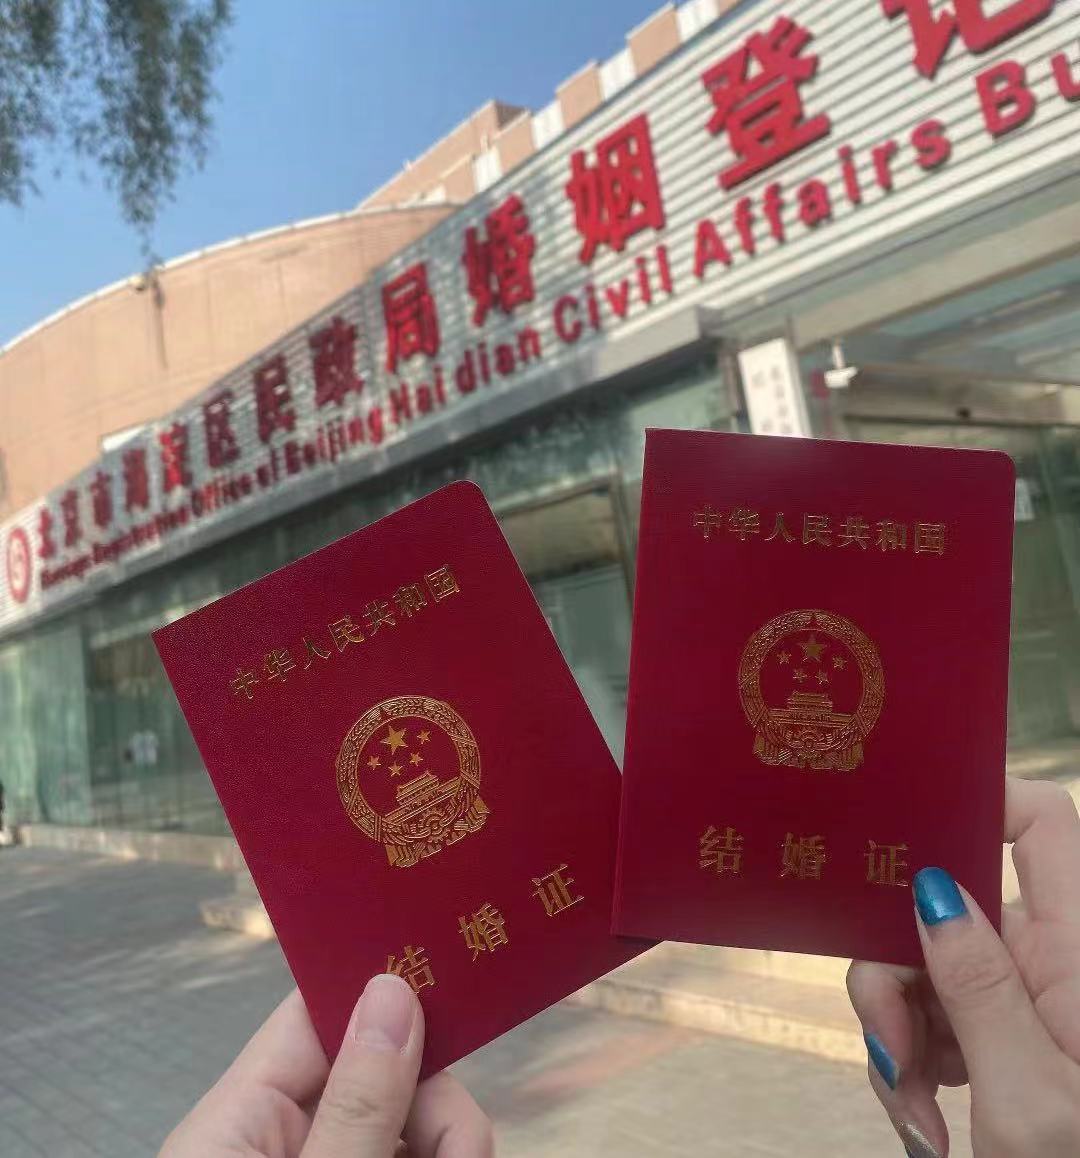 北京市海淀区民政局婚姻登记
Marriage Registration Office of Beijing Hai dian Civil Affairs Bu
中华人民共和国
结婚证
中华人民共和国
结婚证